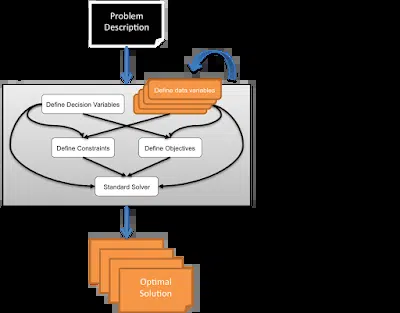 Problem
Description
Define Decision Variables
Define data variables
Define Constraints
Define Objectives
Standard Solver
Optimal
Solution